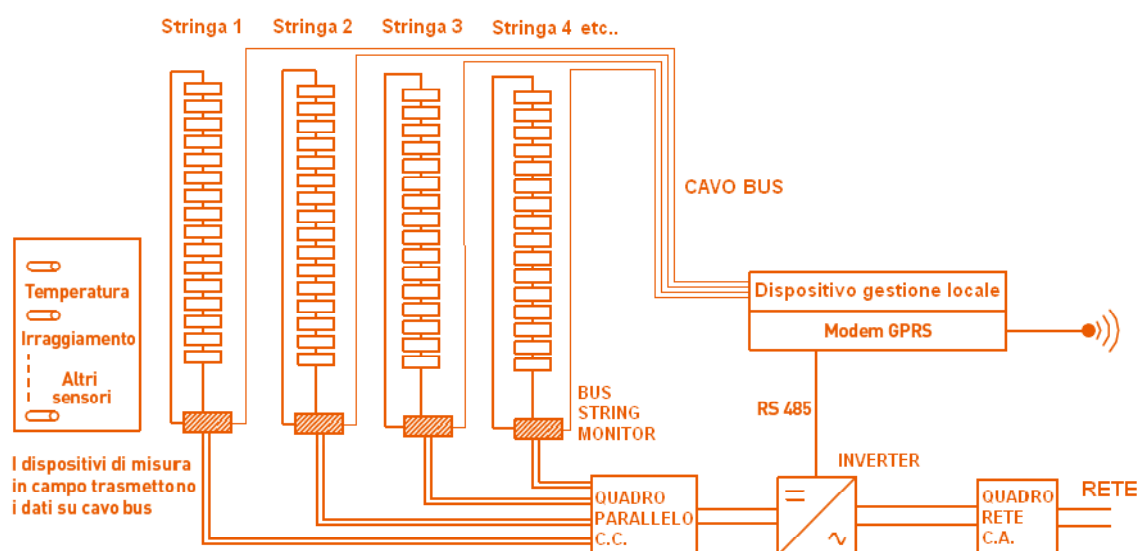 Stringa 1
Stringa 2
Stringa 3
Stringa 4 etc..
CAVO BUS
Temperatura
Irraggiamento
Altri
sensori
I dispositivi di misura
in campo trasmettono
i dati su cavo bus
Dispositivo gestione locale
Modem GPRS
BUS
STRING
MONITOR
RS 485
INVERTER
QUADRO
PARALLELO
C.C.
QUADRO
RETE
C.A.
RETE